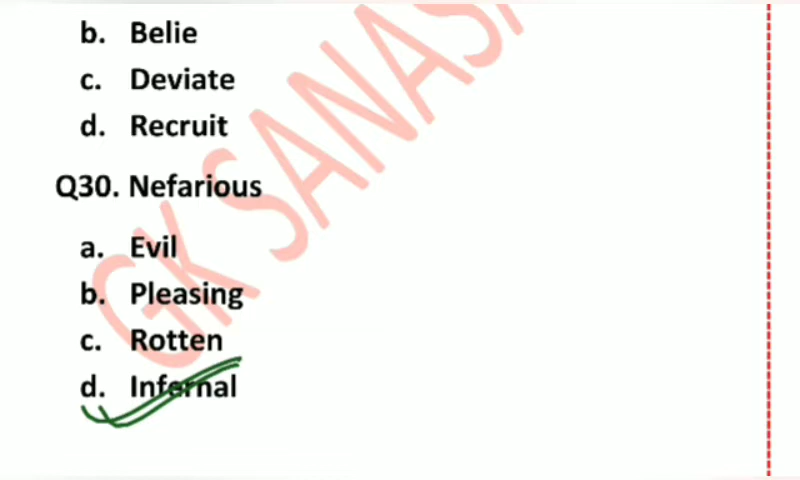 b. Belie
c. Deviate
d. Recruit
Q30. Nefarious
a. Evil
b. Pleasing
c. Rotten
d. Infernal
GK SANAS